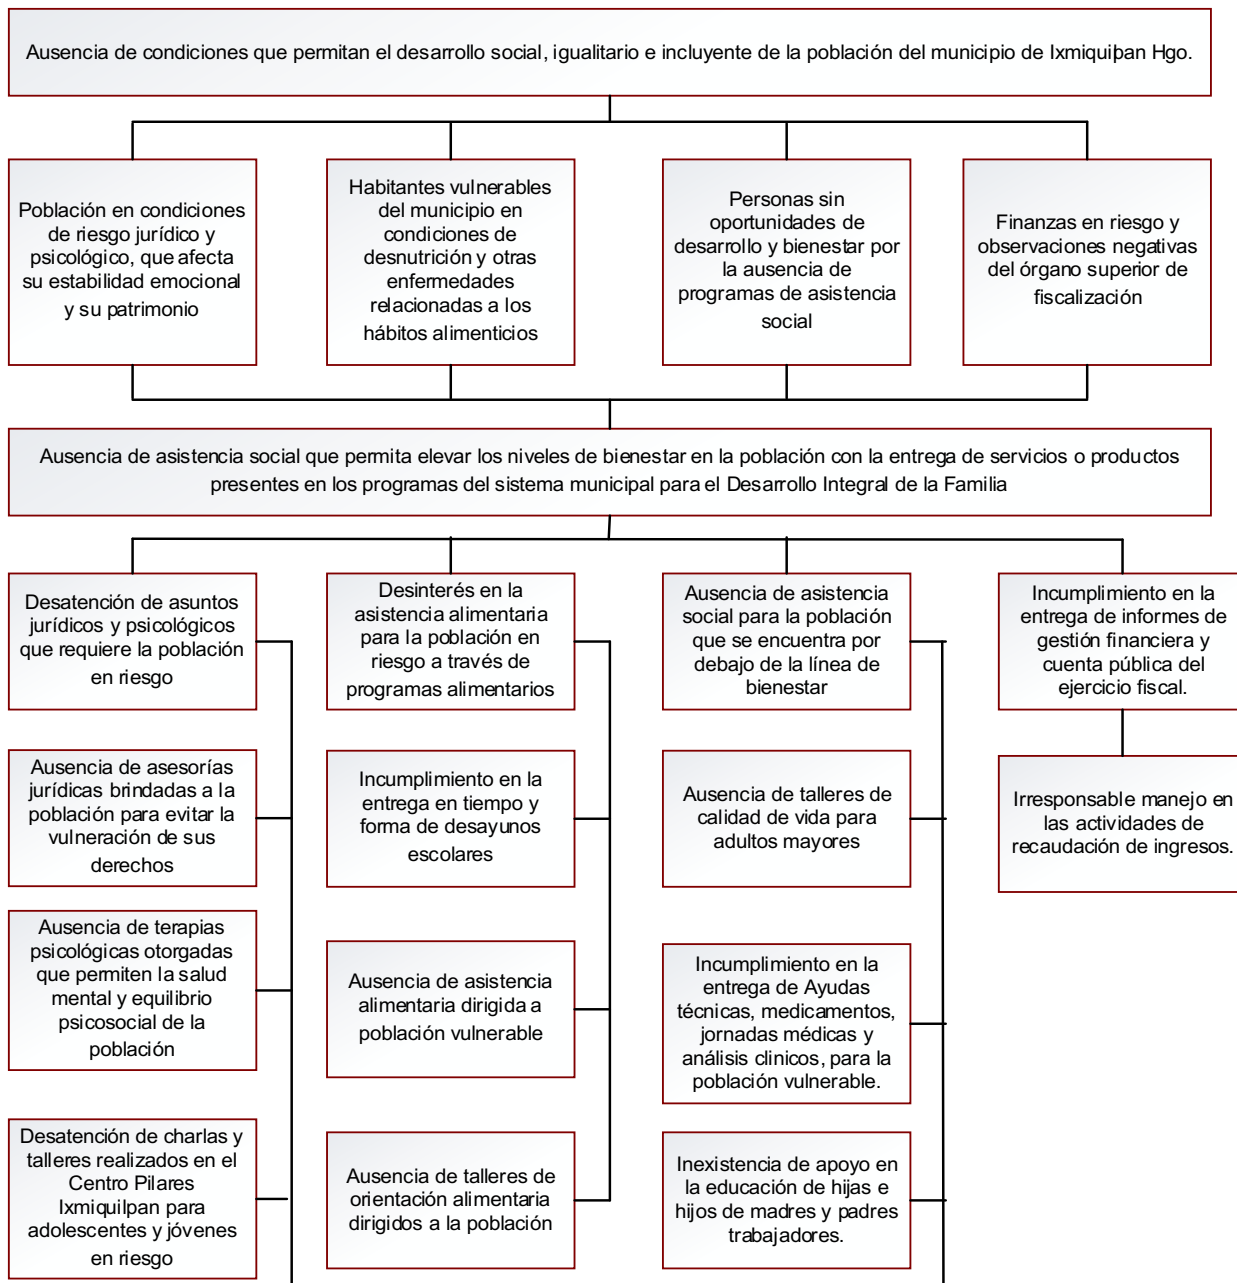 Ausencia de condiciones que permitan el desarrollo social, igualitario e incluyente de la población del municipio de Ixmiquipan Hgo.
Población en condiciones
de riesgo jurídico y
psicológico, que afecta
su estabilidad emocional
y su patrimonio
Habitantes vulnerables
del municipio en
condiciones de
desnutrición y otras
enfermedades
relacionadas a los
hábitos alimenticios
Personas sin
oportunidades de
desarrollo y bienestar por
la ausencia de
programas de asistencia
social
Finanzas en riesgo y
observaciones negativas
del órgano superior de
fiscalización
Ausencia de asistencia social que permita elevar los niveles de bienestar en la población con la entrega de servicios o productos
presentes en los programas del sistema municipal para el Desarrollo Integral de la Familia
Desatención de asuntos
jurídicos y psicológicos
que requiere la población
en riesgo
Desinterés en la
asistencia alimentaria
para la población en
riesgo a través de
programas alimentarios
Ausencia de asistencia
social para la población
que se encuentra por
debajo de la línea de
bienestar
Incumplimiento en la
entrega de informes de
gestión financiera y
cuenta pública del
ejercicio fiscal.
Ausencia de asesorías
jurídicas brindadas a la
población para evitar la
vulneración de sus
derechos
Incumplimiento en la
entrega en tiempo y
forma de desayunos
escolares
Ausencia de talleres de
calidad de vida para
adultos mayores
Irresponsable manejo en
las actividades de
recaudación de ingresos.
Ausencia de terapias
psicológicas otorgadas
que permiten la salud
mental y equilibrio
psicosocial de la
población
Ausencia de asistencia
alimentaria dirigida a
población vulnerable
Incumplimiento en la
entrega de Ayudas
técnicas, medicamentos,
jornadas médicas y
análisis clinicos, para la
población vulnerable.
Desatención de charlas y
talleres realizados en el
Centro Pilares
Ixmiquilpan para
adolescentes y jóvenes
en riesgo
Ausencia de talleres de
orientación alimentaria
dirigidos a la población
Inexistencia de apoyo en
la educación de hijas e
hijos de madres y padres
trabajadores.